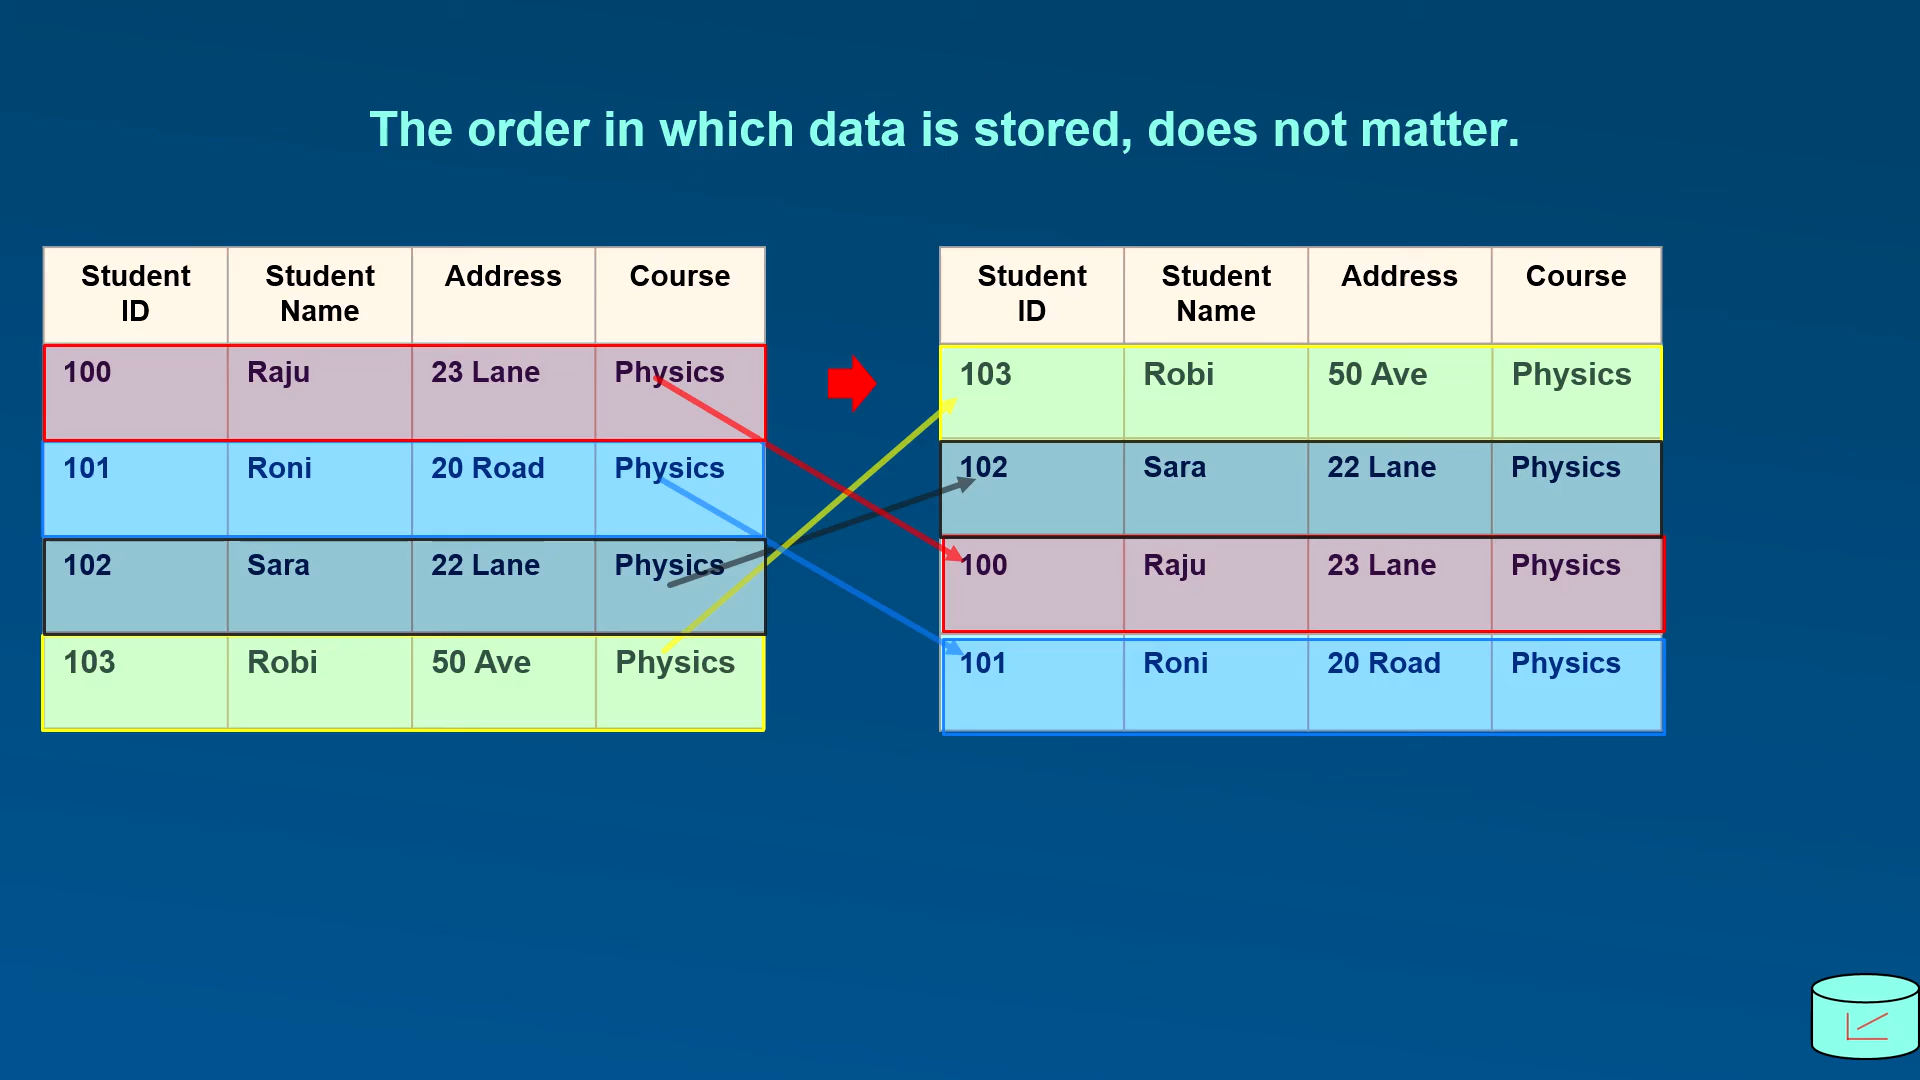 The order in which data is stored, does not matter.
Student ID Student Name Address Course
100 Raju 23 Lane Physics
101 Roni 20 Road Physics
102 Sara 22 Lane Physics
103 Robi 50 Ave Physics
Student ID Student Name Address Course
103 Robi 50 Ave Physics
102 Sara 22 Lane Physics
100 Raju 23 Lane Physics
101 Roni 20 Road Physics